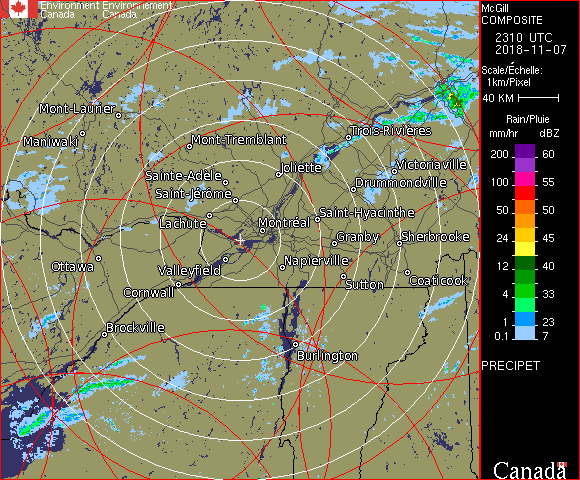 Environment Environnement
Canada Canada
McGill
COMPOSITE
2310 UTC
2018-11-07
Scale/Échelle:
1km/Pixel
40 KM
Rain/Pluie
mm/hr dBZ
200 60
150 57
100 55
50 50
24 45
12 40
4 33
1 23
0.1 7
PRECIPET
Canada
Mont-Laurier
Maniwaki
Mont-Tremblant
Trois-Rivières
Sainte-Adèle
Joliette
Victoriaville
Saint-Jérôme
Drummondville
Lachute
Montréal
Saint-Hyacinthe
Granby
Sherbrooke
Ottawa
Valleyfield
Napierville
Cornwall
Sutton
Coaticook
Brockville
Burlington